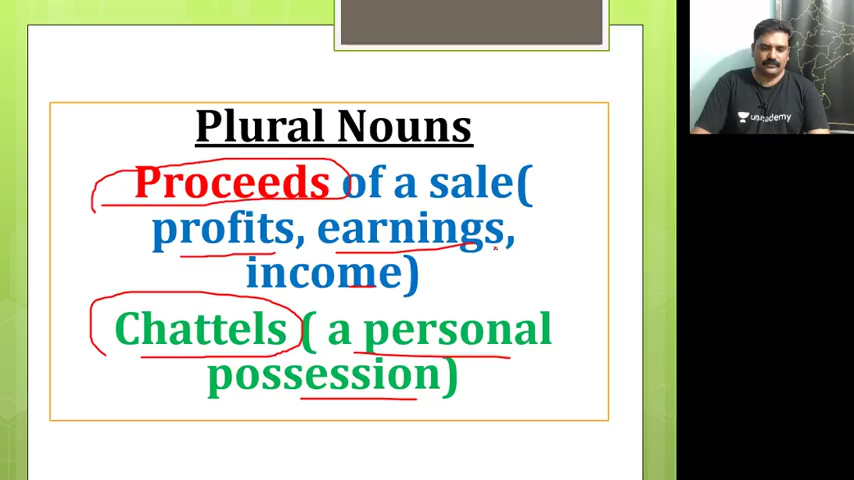 Plural Nouns
Proceeds of a sale(
profits, earnings,
income)
Chattels ( a personal
possession)